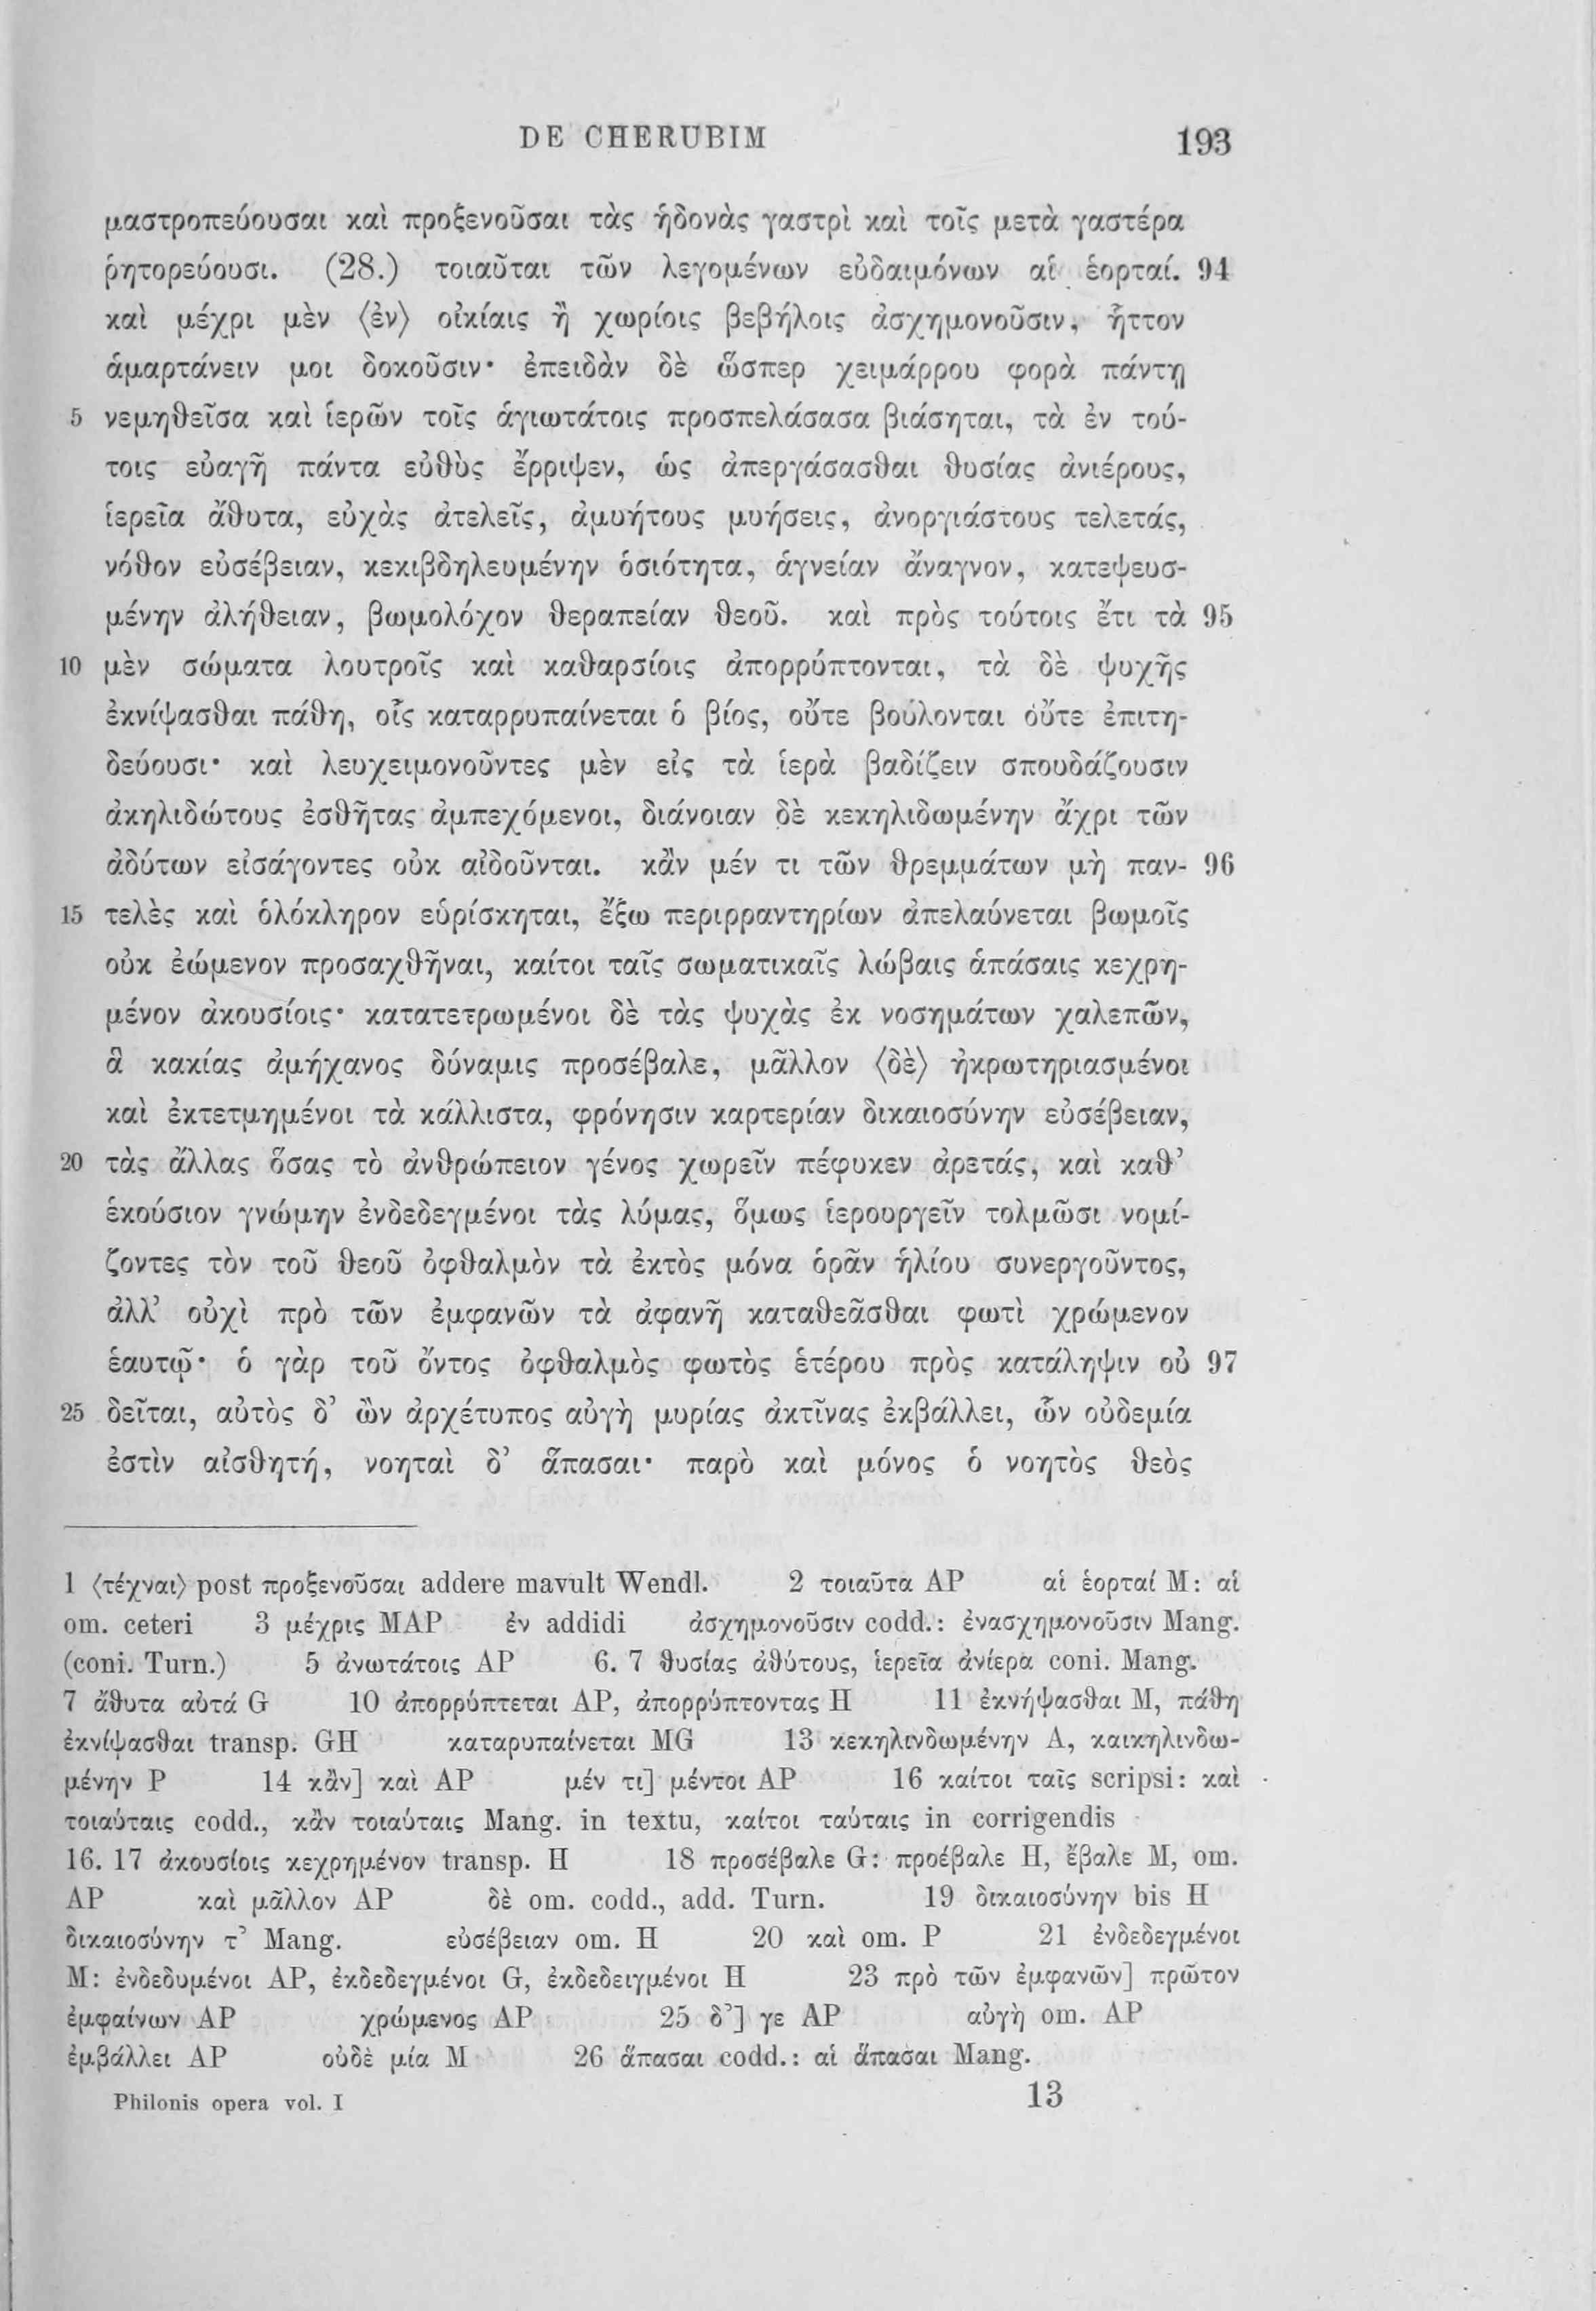 DE CHERUBIM 193
μαστροπεύουσαι καὶ προξενοῦσαι τὰς ἡδονὰς γαστρὶ καὶ τοῖς μετὰ γαστέρα
ῥητορεύουσι. (28.) τοιαῦται τῶν λεγομένων εὐδαιμόνων αἱ ἑορταί. 94
καὶ μέχρι μὲν ⟨ἐν⟩ οἰκίαις ἢ χωρίοις βεβήλοις ἀσχημονοῦσιν, ἧττον
ἁμαρτάνειν μοι δοκοῦσιν· ἐπειδὰν δὲ ὥσπερ χειμάρρου φορὰ πάντῃ
5 νεμηθεῖσα καὶ ἱερῶν τοῖς ἁγιωτάτοις προσπελάσασα βιάσηται, τὰ ἐν τού-
τοις εὐαγῆ πάντα εὐθὺς ἔρριψεν, ὡς ἀπεργάσασθαι θυσίας ἀνιέρους,
ἱερεῖα ἄθυτα, εὐχὰς ἀτελεῖς, ἀμυήτους μυήσεις, ἀνοργιάστους τελετάς,
νόθον εὐσέβειαν, κεκιβδηλευμένην ὁσιότητα, ἁγνείαν ἄναγνον, κατεψευσ-
μένην ἀλήθειαν, βωμολόχον θεραπείαν θεοῦ. καὶ πρὸς τούτοις ἔτι τὰ 95
10 μὲν σώματα λουτροῖς καὶ καθαρσίοις ἀπορρύπτονται, τὰ δὲ ψυχῆς
ἐκνίψασθαι πάθη, οἷς καταρρυπαίνεται ὁ βίος, οὔτε βούλονται οὔτε ἐπιτη-
δεύουσι· καὶ λευχειμονοῦντες μὲν εἰς τὰ ἱερὰ βαδίζειν σπουδάζουσιν
ἀκηλιδώτους ἐσθῆτας ἀμπεχόμενοι, διάνοιαν δὲ κεκηλιδωμένην ἄχρι τῶν
ἀδύτων εἰσάγοντες οὐκ αἰδοῦνται. κἂν μέν τι τῶν θρεμμάτων μὴ παν- 96
15 τελὲς καὶ ὁλόκληρον εὑρίσκηται, ἔξω περιρραντηρίων ἀπελαύνεται βωμοῖς
οὐκ ἐώμενον προσαχθῆναι, καίτοι ταῖς σωματικαῖς λώβαις ἁπάσαις κεχρη-
μένον ἀκουσίοις· κατατετρωμένοι δὲ τὰς ψυχὰς ἐκ νοσημάτων χαλεπῶν,
ἃ κακίας ἀμήχανος δύναμις προσέβαλε, μᾶλλον ⟨δὲ⟩ ἠκρωτηριασμένοι
καὶ ἐκτετμημένοι τὰ κάλλιστα, φρόνησιν καρτερίαν δικαιοσύνην εὐσέβειαν,
20 τὰς ἄλλας ὅσας τὸ ἀνθρώπειον γένος χωρεῖν πέφυκεν ἀρετάς, καὶ καθ’
ἑκούσιον γνώμην ἐνδεδεγμένοι τὰς λύμας, ὅμως ἱερουργεῖν τολμῶσι νομί-
ζοντες τὸν τοῦ θεοῦ ὀφθαλμὸν τὰ ἐκτὸς μόνα ὁρᾶν ἡλίου συνεργοῦντος,
ἀλλ’ οὐχὶ πρὸ τῶν ἐμφανῶν τὰ ἀφανῆ καταθεᾶσθαι φωτὶ χρώμενον
ἑαυτῷ· ὁ γὰρ τοῦ ὄντος ὀφθαλμὸς φωτὸς ἑτέρου πρὸς κατάληψιν οὐ 97
25 δεῖται, αὐτὸς δ’ ὢν ἀρχέτυπος αὐγὴ μυρίας ἀκτῖνας ἐκβάλλει, ὧν οὐδεμία
ἐστὶν αἰσθητή, νοηταὶ δ’ ἅπασαι· παρὸ καὶ μόνος ὁ νοητὸς θεὸς
1 ⟨τέχναι⟩ post προξενοῦσαι addere mavult Wendl. 2 τοιαῦτα AP αἱ ἑορταί M: αἱ
om. ceteri 3 μέχρις MAP ἐν addidi ἀσχημονοῦσιν codd.: ἐνασχημονοῦσιν Mang.
(coni. Turn.) 5 ἀνωτάτοις AP 6. 7 θυσίας ἀθύτους, ἱερεῖα ἀνίερα coni. Mang.
7 ἄθυτα αὐτά G 10 ἀπορρύπτεται AP, ἀπορρύπτοντας H 11 ἐκνήψασθαι M, πάθη
ἐκνίψασθαι transp. GH καταρυπαίνεται MG 13 κεκηλινδωμένην A, καικηλινδω-
μένην P 14 κἂν] καὶ AP μέν τι] μέντοι AP 16 καίτοι ταῖς scripsi: καὶ
τοιαύταις codd., κἂν τοιαύταις Mang. in textu, καίτοι ταύταις in corrigendis
16. 17 ἀκουσίοις κεχρημένον transp. H 18 προσέβαλε G: προέβαλε H, ἔβαλε M, om.
AP καὶ μᾶλλον AP δὲ om. codd., add. Turn. 19 δικαιοσύνην bis H
δικαιοσύνην τ’ Mang. εὐσέβειαν om. H 20 καὶ om. P 21 ἐνδεδεγμένοι
M: ἐνδεδυμένοι AP, ἐκδεδεγμένοι G, ἐκδεδειγμένοι H 23 πρὸ τῶν ἐμφανῶν] πρῶτον
ἐμφαίνων AP χρώμενος AP 25 δ’] γε AP αὐγὴ om. AP
ἐμβάλλει AP οὐδὲ μία M 26 ἅπασαι codd.: αἱ ἅπασαι Mang.
Philonis opera vol. I 13